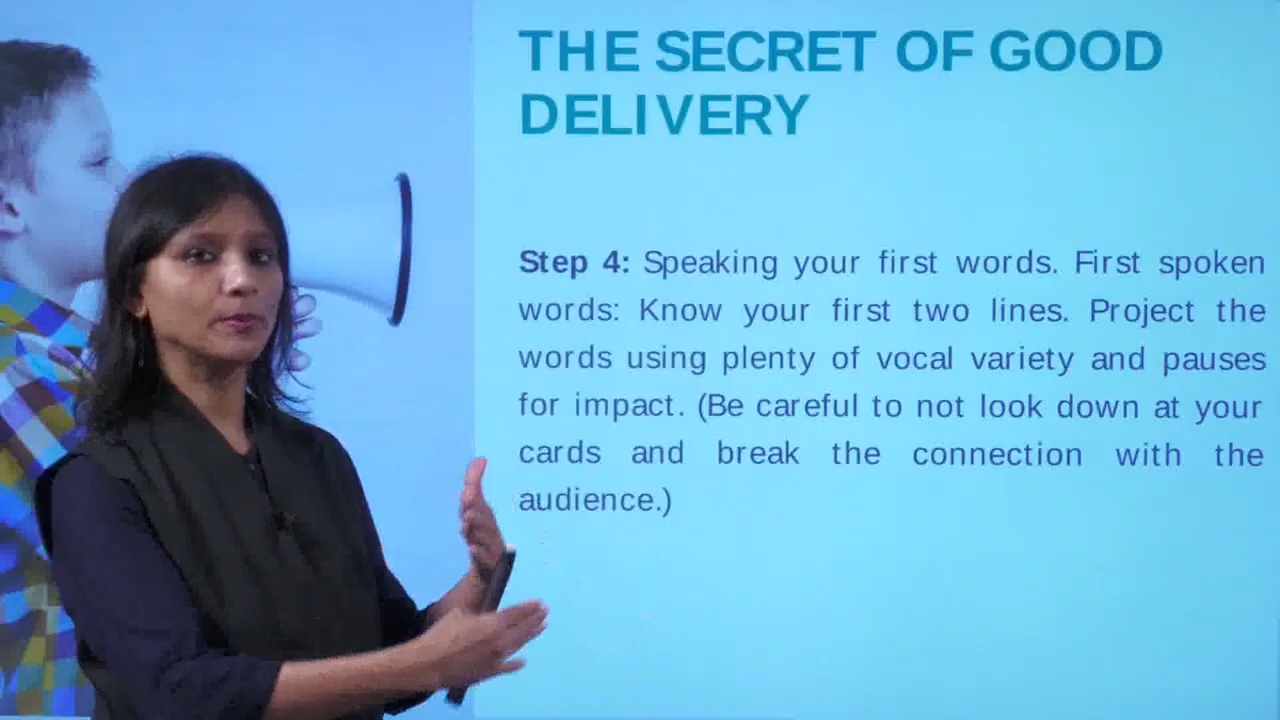 THE SECRET OF GOOD
DELIVERY
Step 4: Speaking your first words. First spoken
words: Know your first two lines. Project the
words using plenty of vocal variety and pauses
for impact. (Be careful to not look down at your
cards and break the connection with the
audience.)